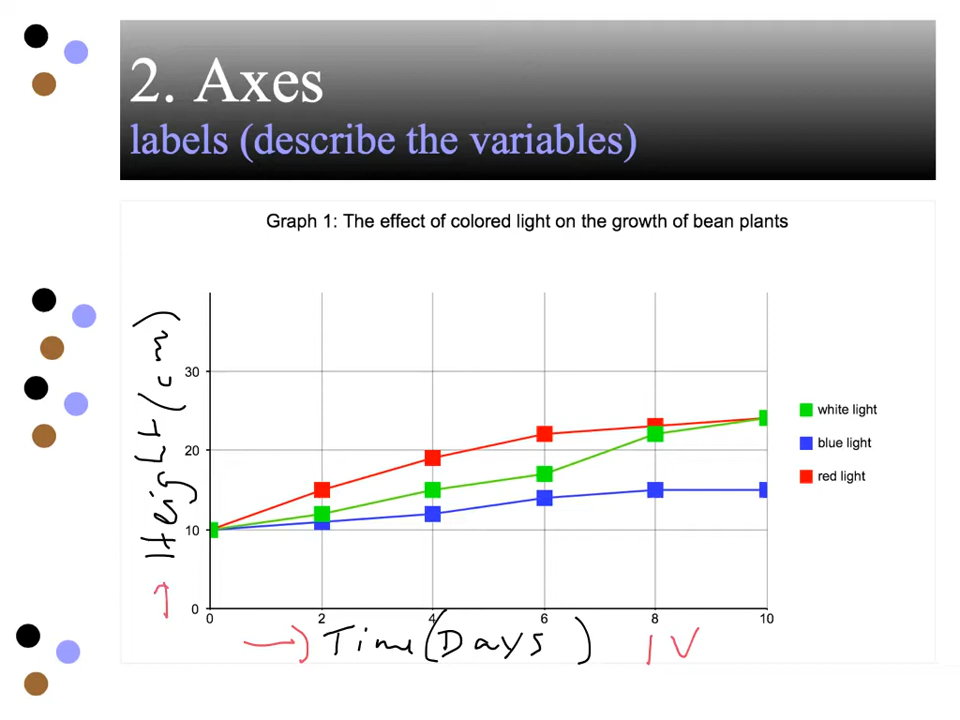 2. Axes
labels (describe the variables)
Graph 1: The effect of colored light on the growth of bean plants
Height (cm)
30
20
10
0
0 2 4 6 8 10
white light
blue light
red light
Time (Days)
IV